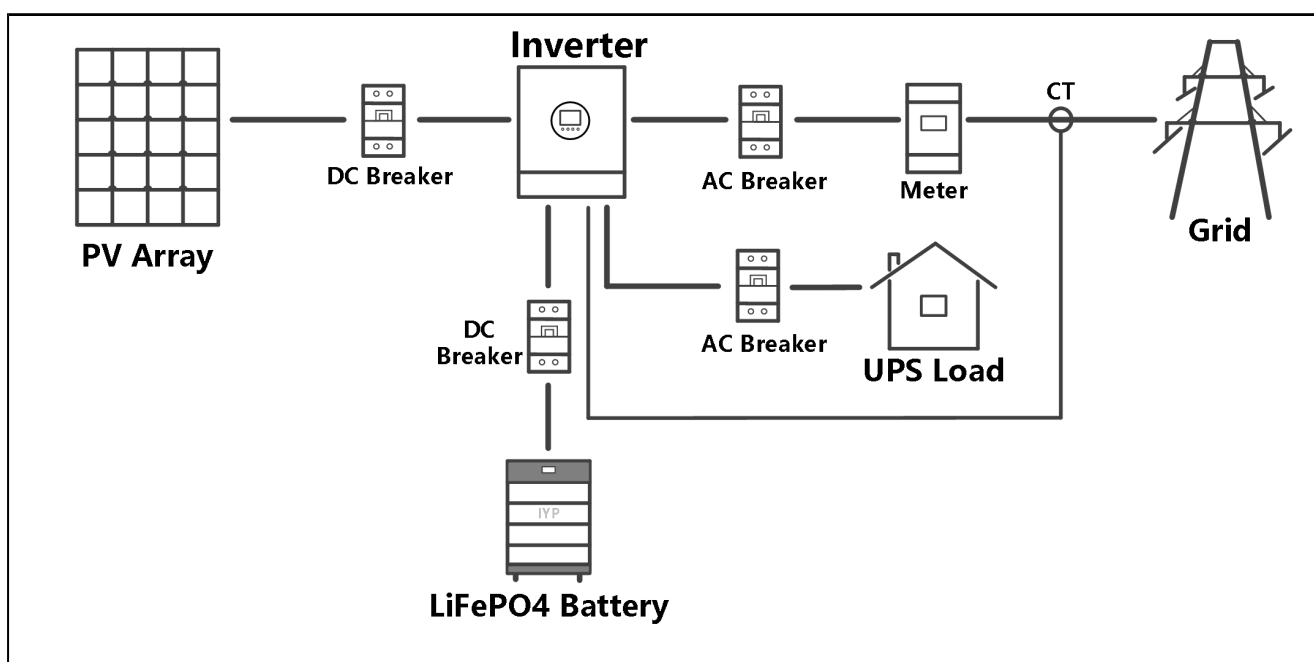 Inverter
CT
DC Breaker
AC Breaker
Meter
PV Array
Grid
DC
Breaker
AC Breaker
UPS Load
IYP
LiFePO4 Battery